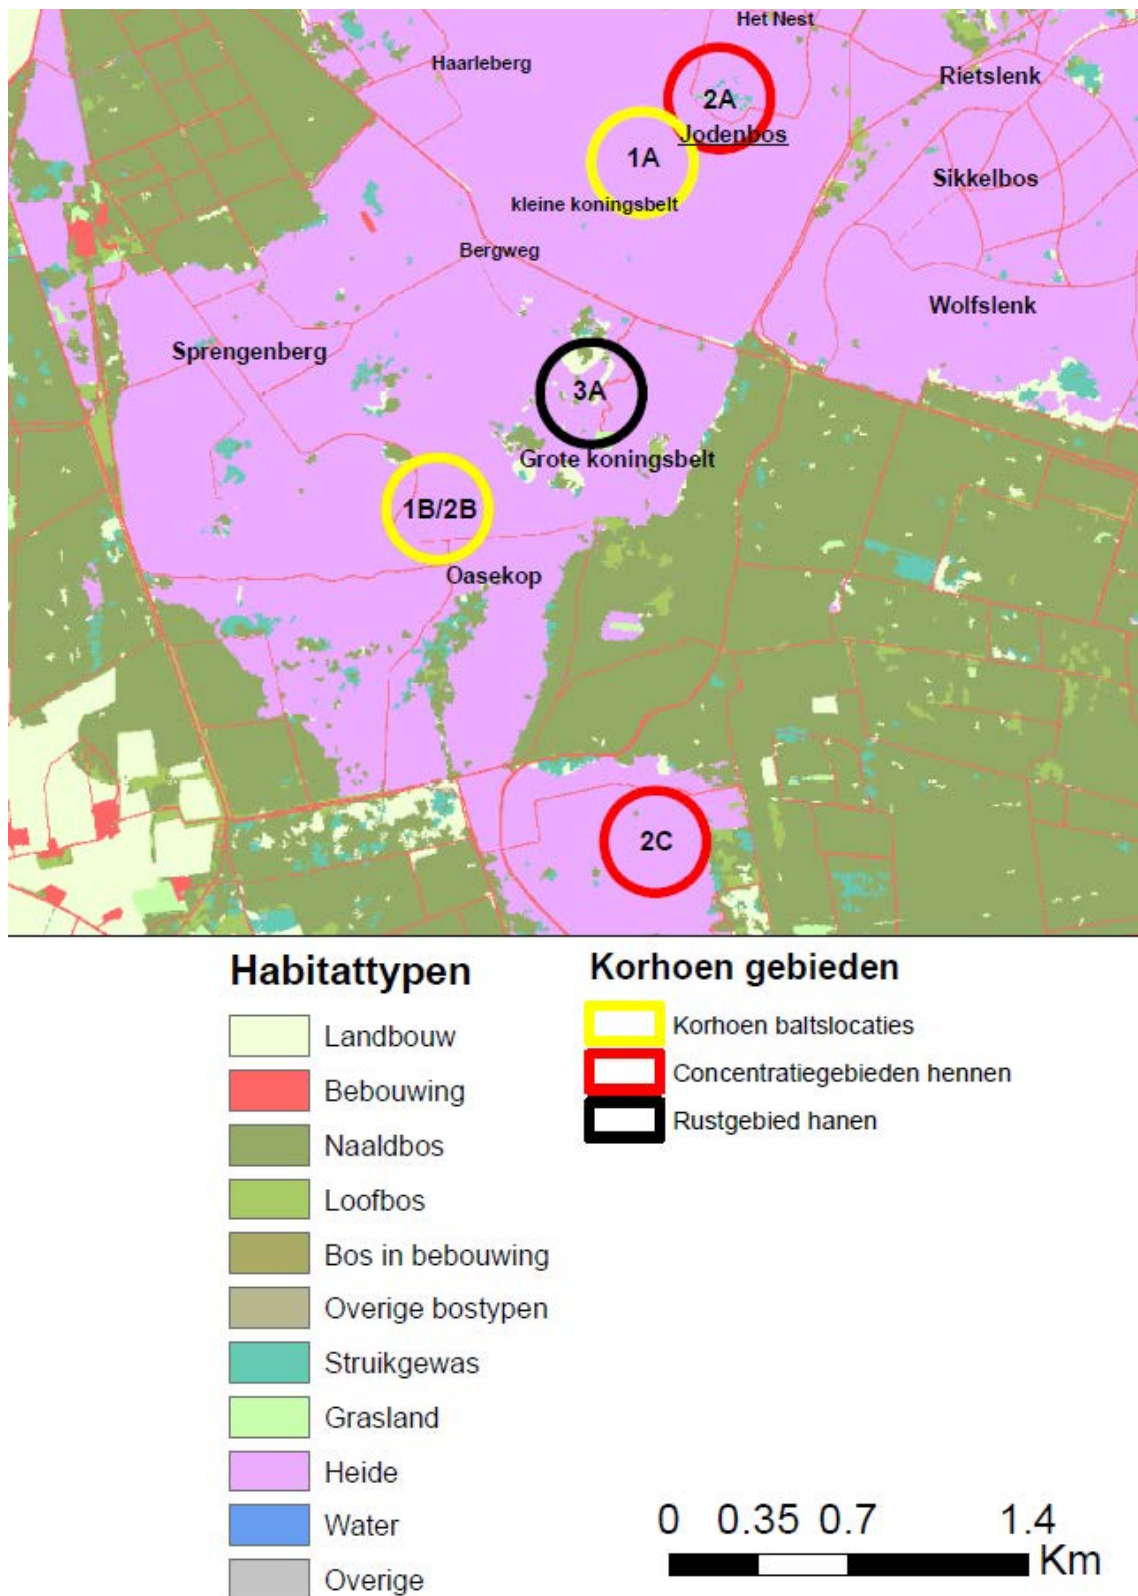 Het Nest
Haarleberg
Rietslenk
2A
Jodenbos
1A
Sikkelbos
kleine koningsbelt
Bergweg
Wolfslenk
Sprengenberg
3A
Grote koningsbelt
1B/2B
Oasekop
2C
Habitattypen
Landbouw
Bebouwing
Naaldbos
Loofbos
Bos in bebouwing
Overige bostypen
Struikgewas
Grasland
Heide
Water
Overige
Korhoen gebieden
Korhoen baltslocaties
Concentratiegebieden hennen
Rustgebied hanen
0 0.35 0.7 1.4
Km